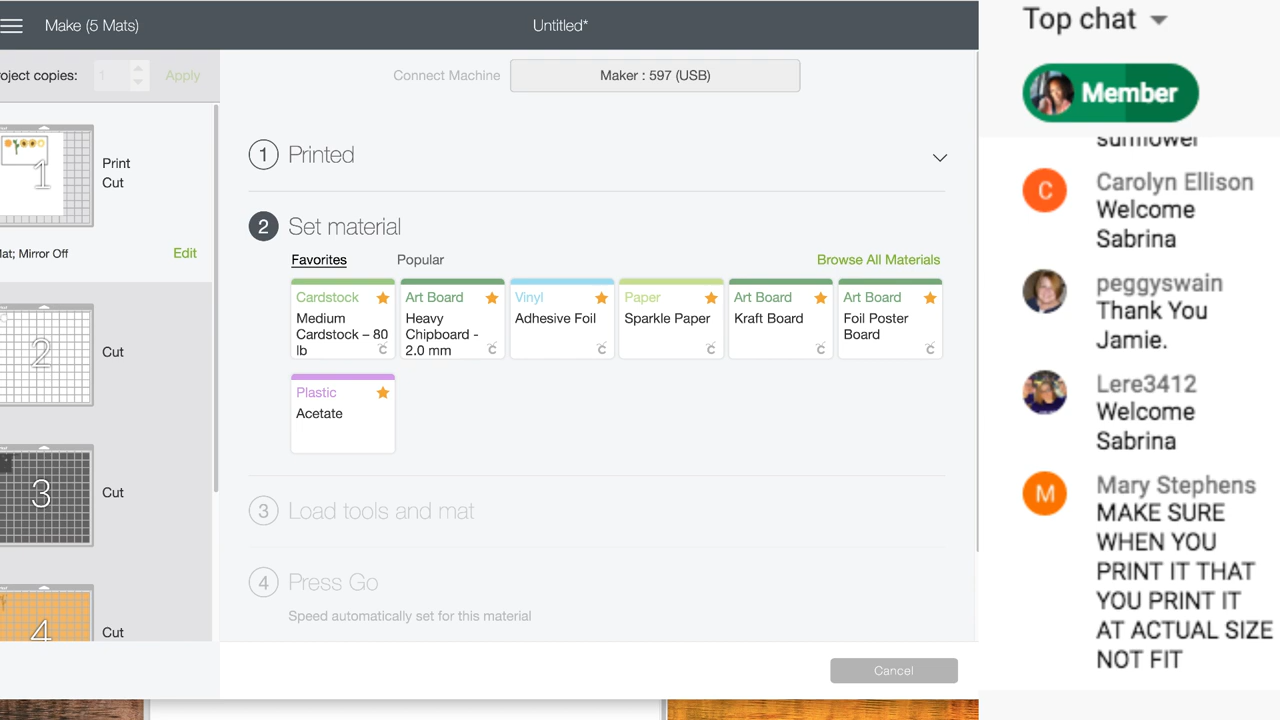 Make (5 Mats)
Untitled*
roject copies:
1
Apply
Connect Machine
Maker : 597 (USB)
1
Print
Cut
Mat; Mirror Off
Edit
2
Cut
3
Cut
4
Cut
1 Printed
2 Set material
Favorites
Popular
Browse All Materials
Cardstock
Medium
Cardstock – 80
lb
Art Board
Heavy
Chipboard -
2.0 mm
Vinyl
Adhesive Foil
Paper
Sparkle Paper
Art Board
Kraft Board
Art Board
Foil Poster
Board
Plastic
Acetate
3 Load tools and mat
4 Press Go
Speed automatically set for this material
Cancel
Top chat
Member
sunflower
C
Carolyn Ellison
Welcome
Sabrina
peggyswain
Thank You
Jamie.
Lere3412
Welcome
Sabrina
M
Mary Stephens
MAKE SURE
WHEN YOU
PRINT IT THAT
YOU PRINT IT
AT ACTUAL SIZE
NOT FIT